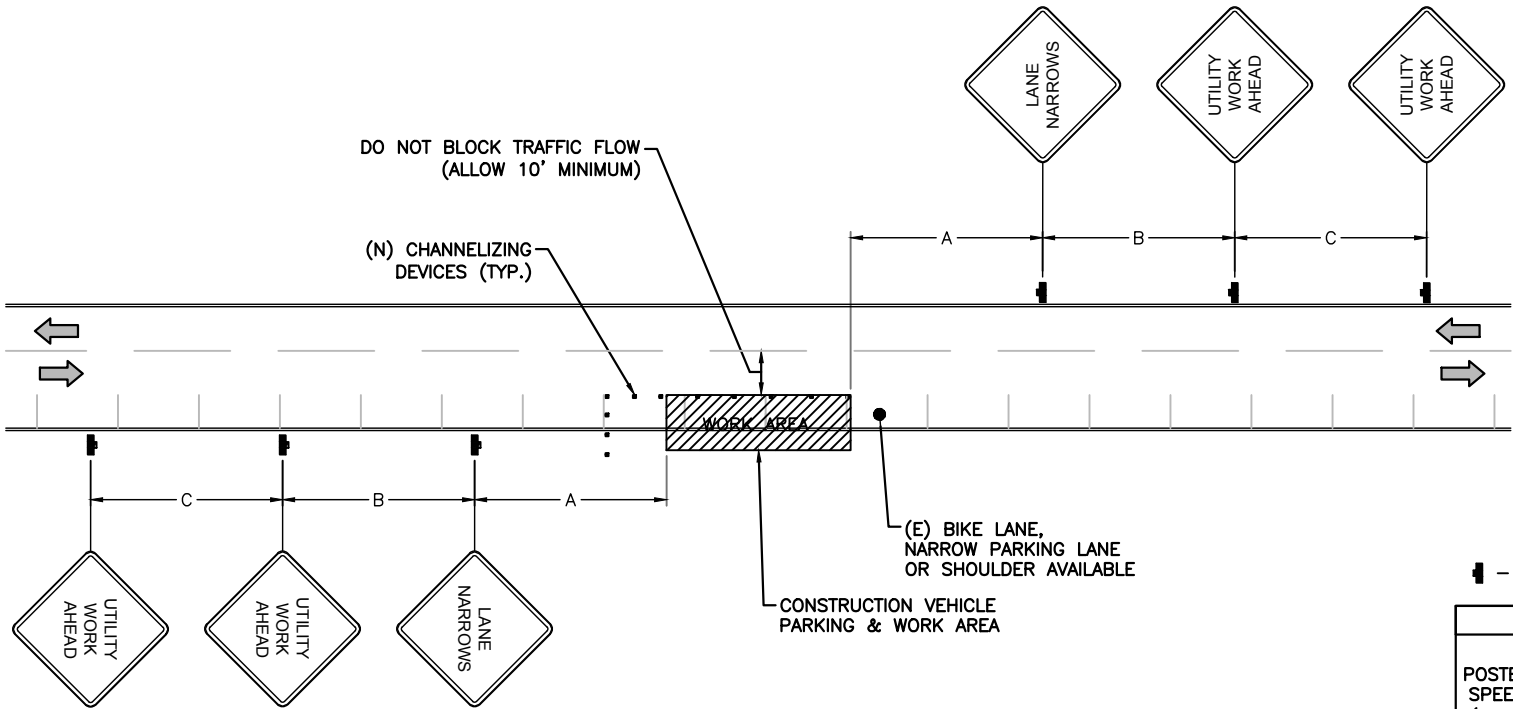 LANE
NARROWS
UTILITY
WORK
AHEAD
UTILITY
WORK
AHEAD
DO NOT BLOCK TRAFFIC FLOW
(ALLOW 10' MINIMUM)
(N) CHANNELIZING
DEVICES (TYP.)
A
B
C
WORK AREA
C
B
A
(E) BIKE LANE,
NARROW PARKING LANE
OR SHOULDER AVAILABLE
CONSTRUCTION VEHICLE
PARKING & WORK AREA
UTILITY
WORK
AHEAD
UTILITY
WORK
AHEAD
LANE
NARROWS
-